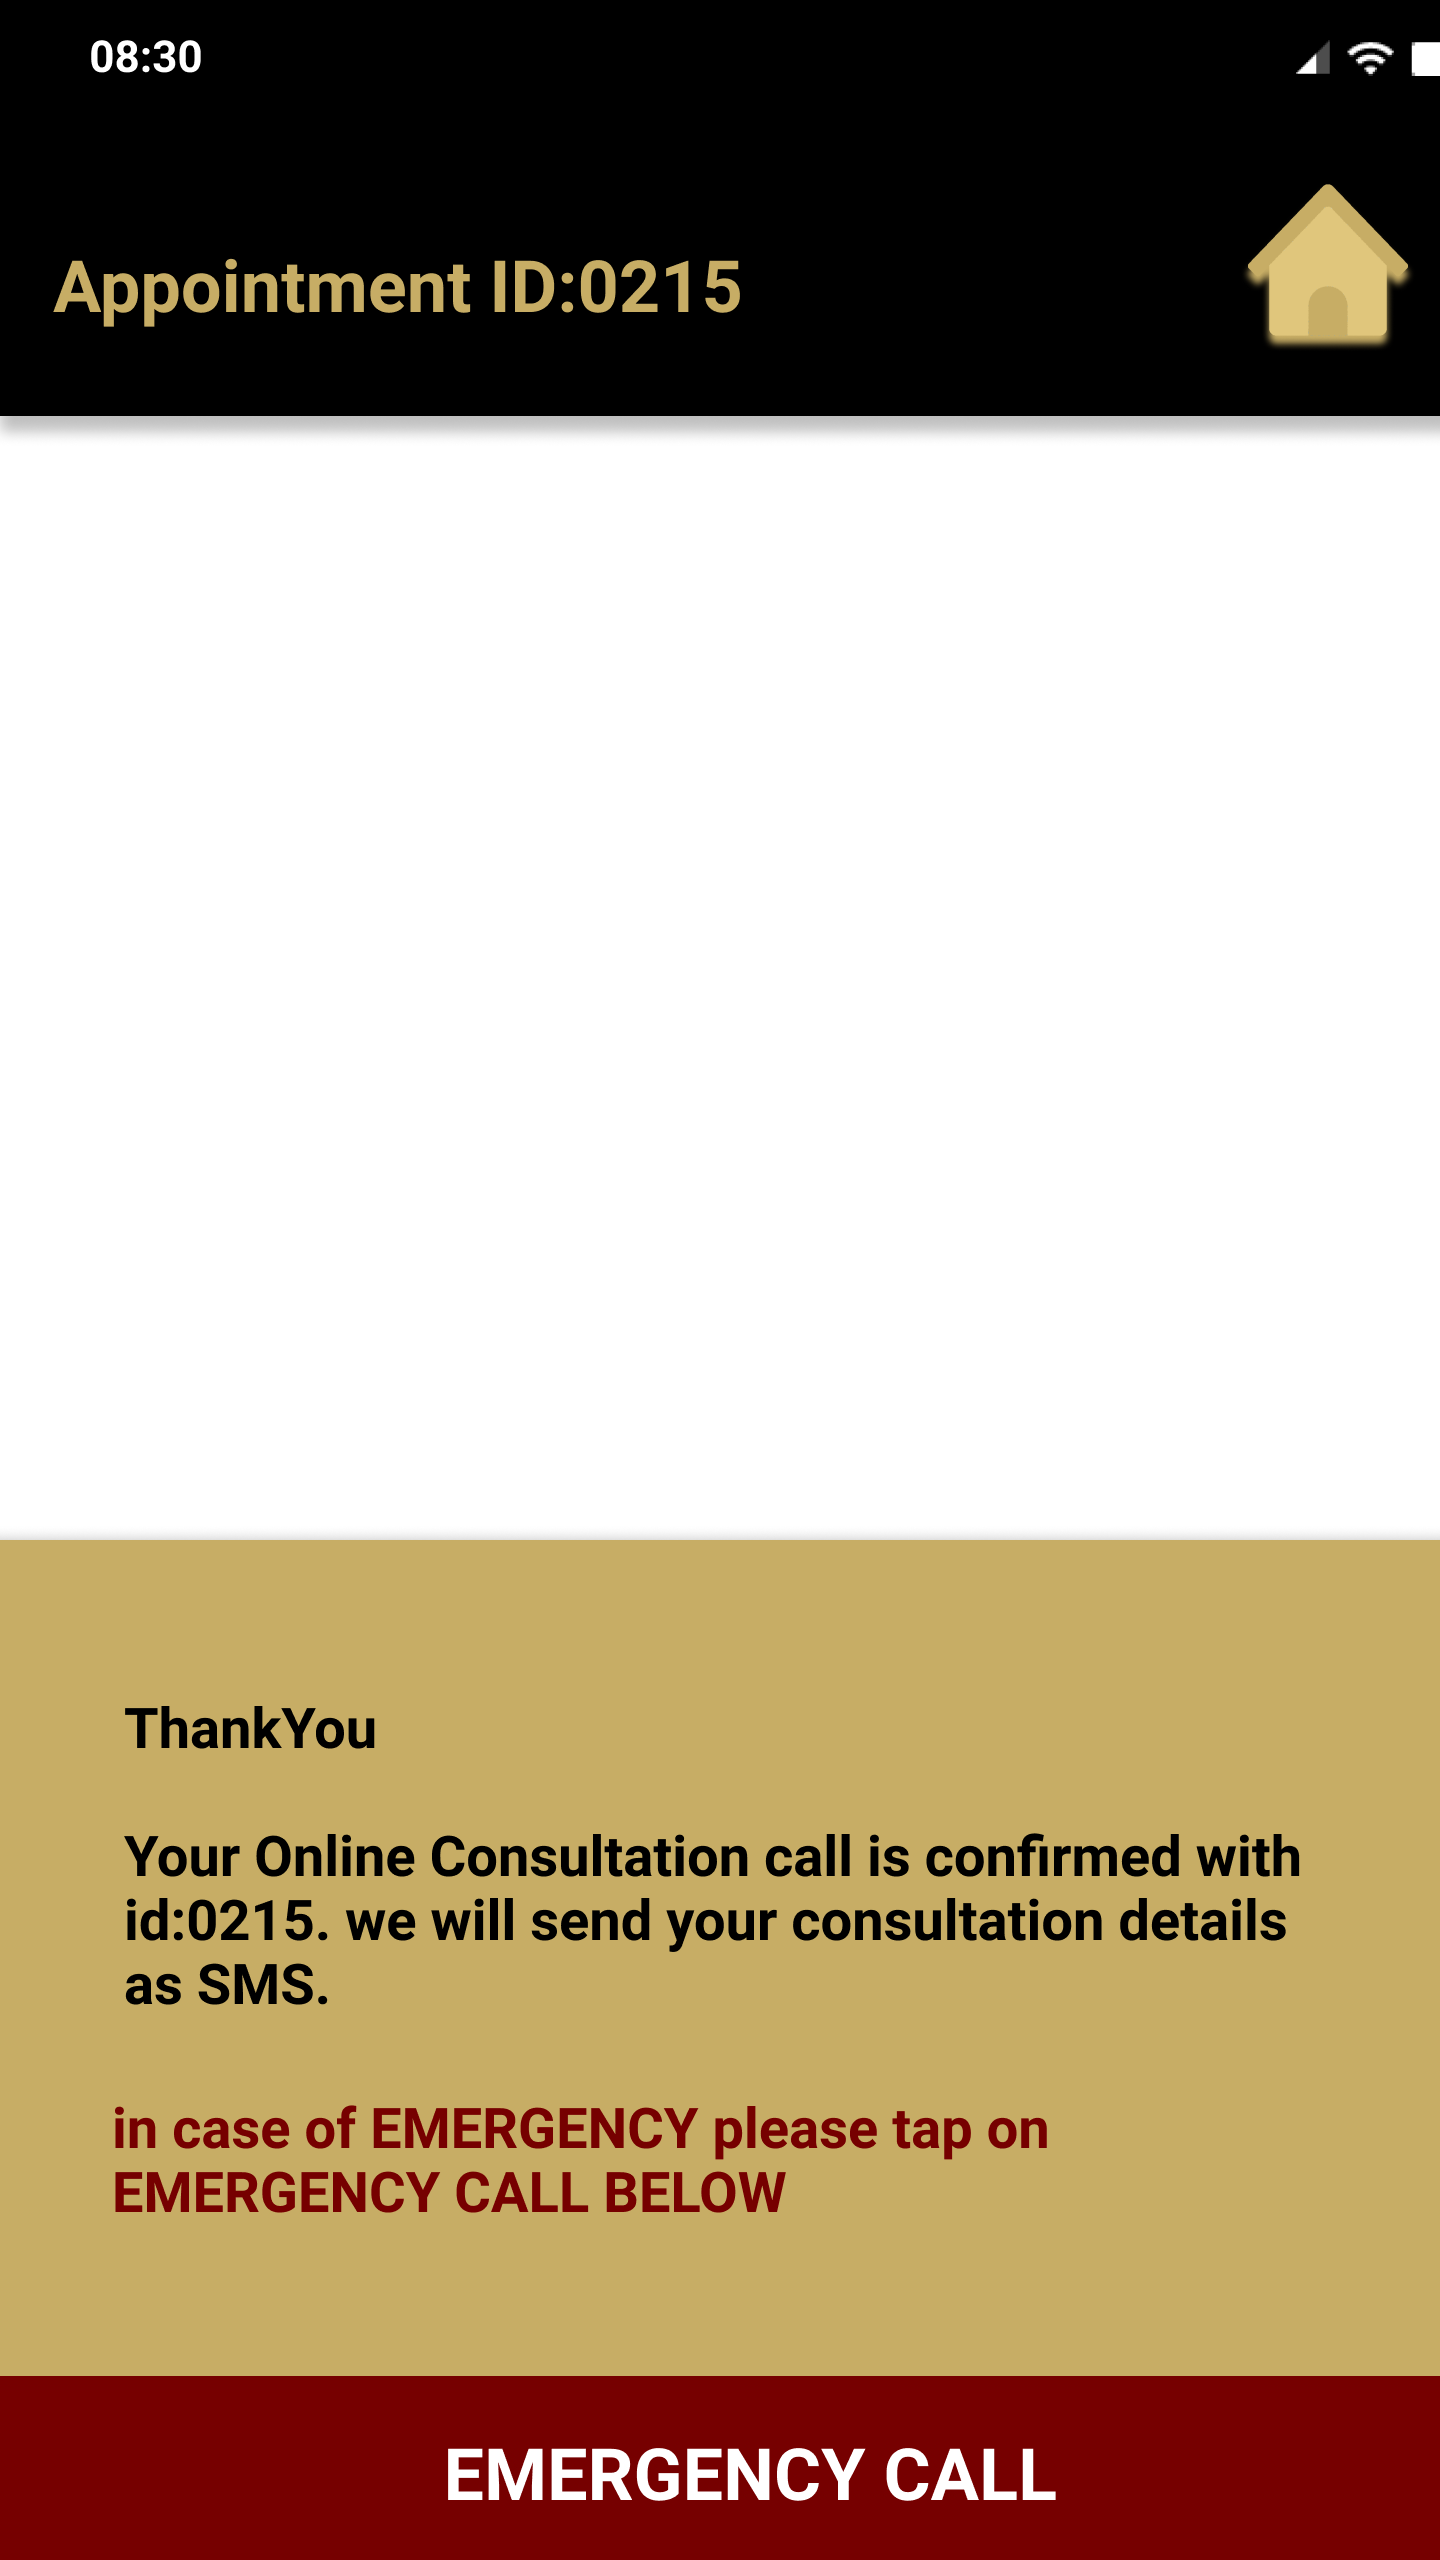 08:30
Appointment ID:0215
ThankYou
Your Online Consultation call is confirmed with
id:0215. we will send your consultation details
as SMS.
in case of EMERGENCY please tap on
EMERGENCY CALL BELOW
EMERGENCY CALL